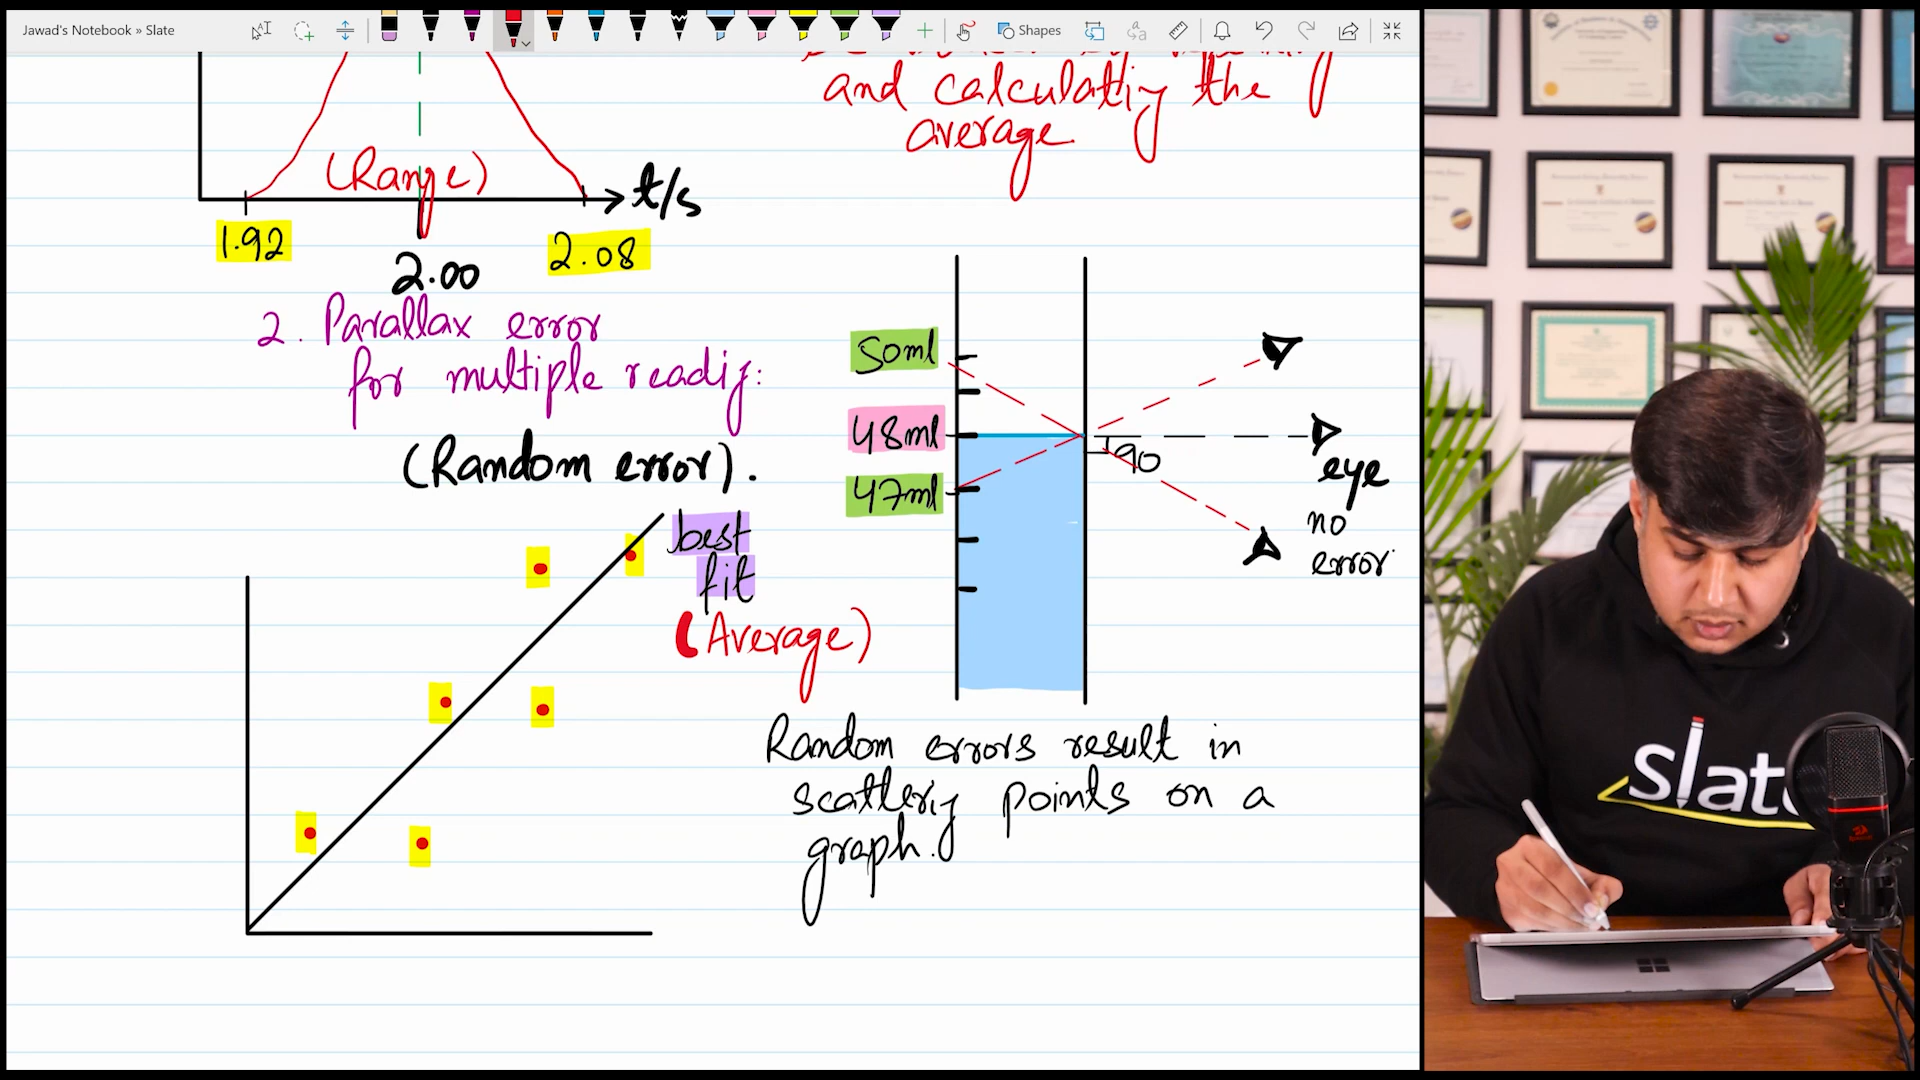 Jawad's Notebook » Slate
Shapes
and calculating the
average
(Range)
t/s
1.92
2.00
2.08
2. Parallax error
for multiple reading:
(Random error).
50ml
48ml
47ml
90
eye
no
error
best
fit
(Average)
Random errors result in
scattering points on a
graph.
slate